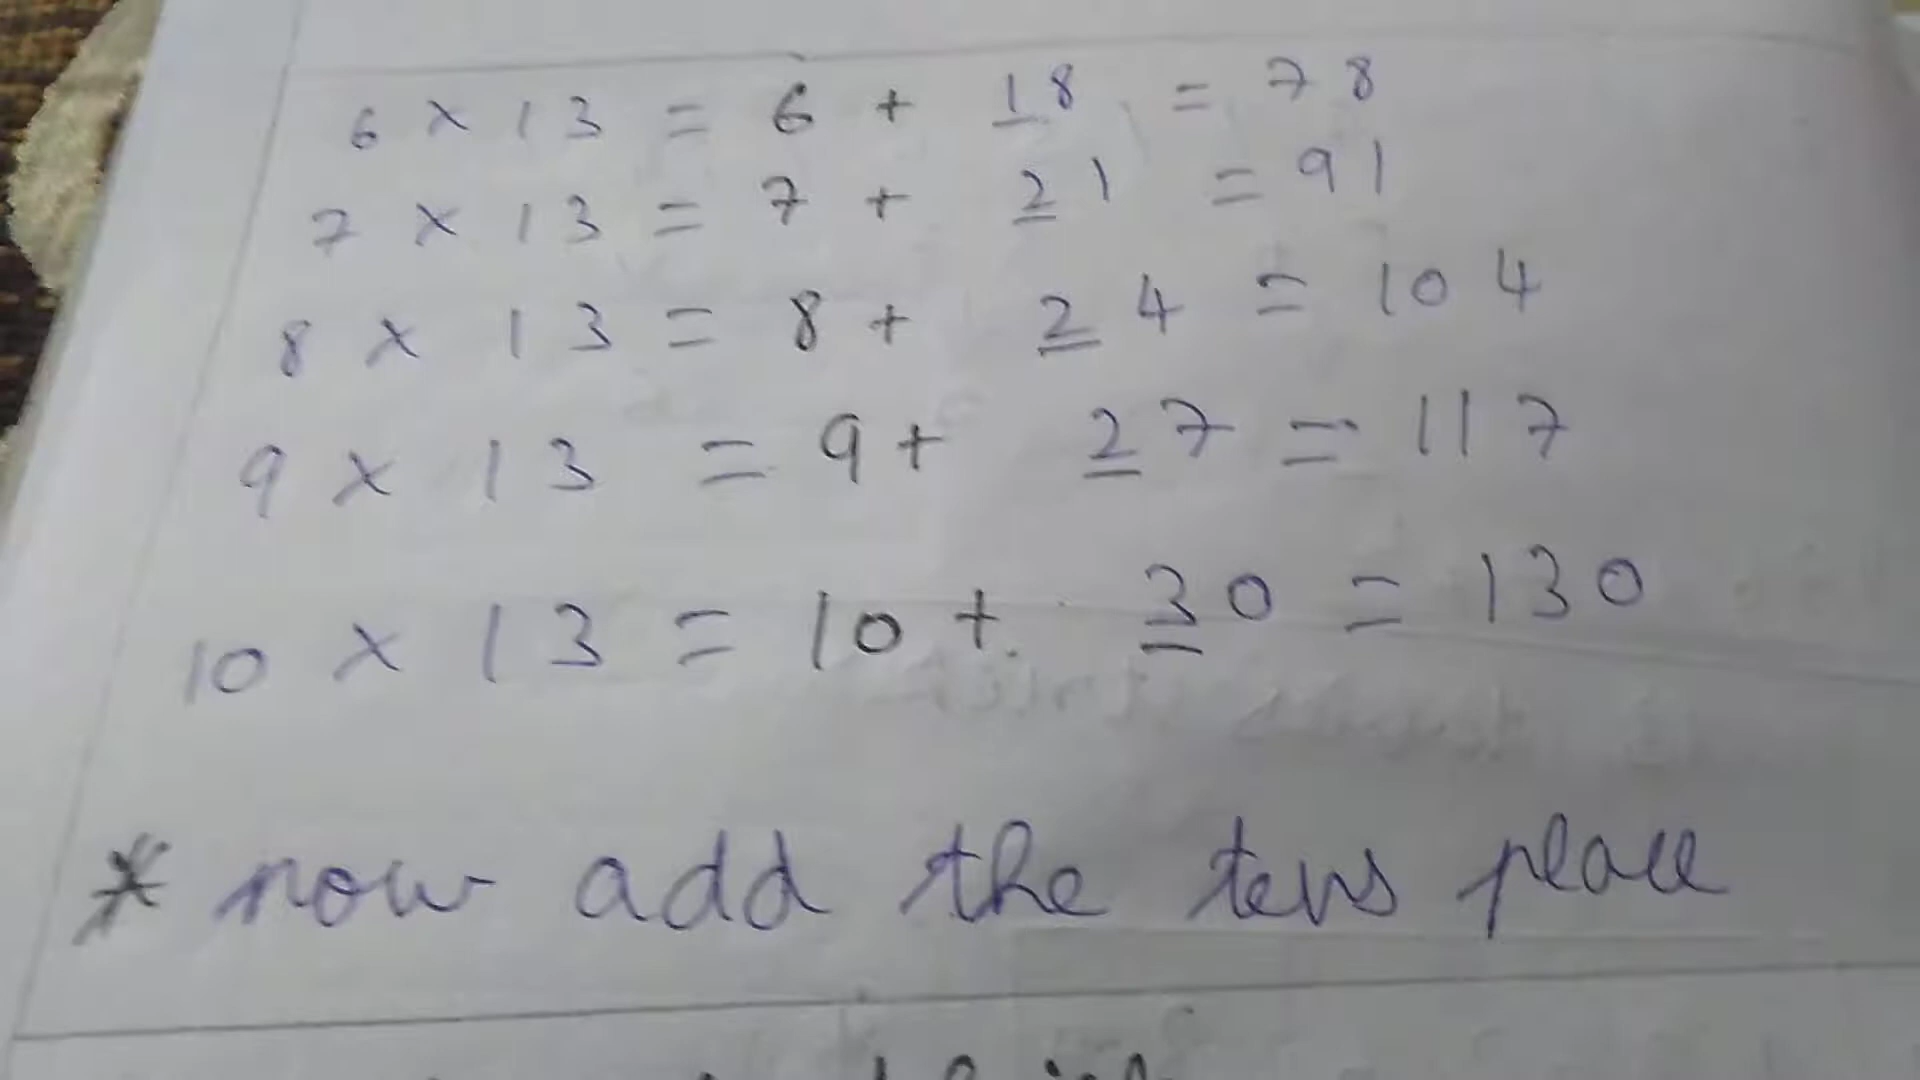 6 × 13 = 6 + 18 = 78
7 × 13 = 7 + 21 = 91
8 × 13 = 8 + 24 = 104
9 × 13 = 9 + 27 = 117
10 × 13 = 10 + 30 = 130
* now add the tens place